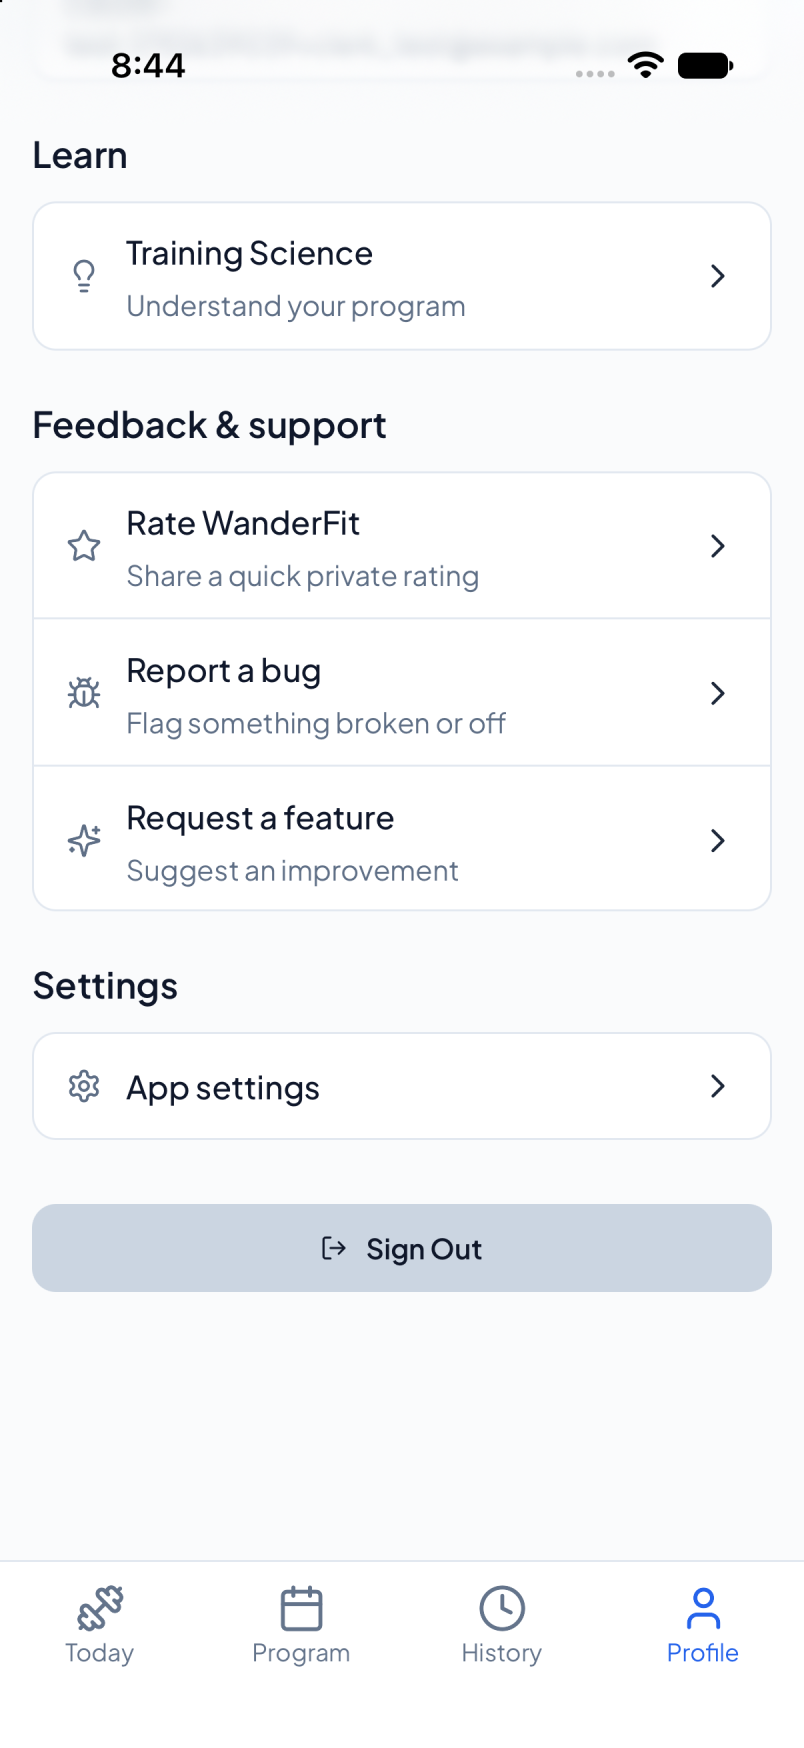 8:44
Learn
Training Science
Understand your program
Feedback & support
Rate WanderFit
Share a quick private rating
Report a bug
Flag something broken or off
Request a feature
Suggest an improvement
Settings
App settings
Sign Out
Today
Program
History
Profile